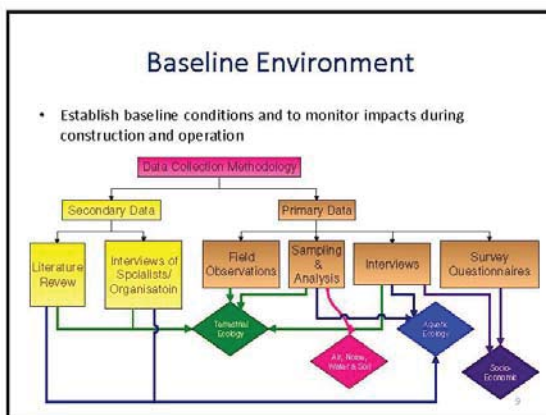 Baseline Environment
• Establish baseline conditions and to monitor impacts during
construction and operation
Data Collection Methodology
Secondary Data
Primary Data
Literature
Revew
Interviews of
Spcialists/
Organisatoin
Field
Observations
Sampling
&
Analysis
Interviews
Survey
Questionnaires
Terrestrial
Ecology
Aquatic
Ecology
Air, Noise,
Water & Soil
Socio-
Economic
9